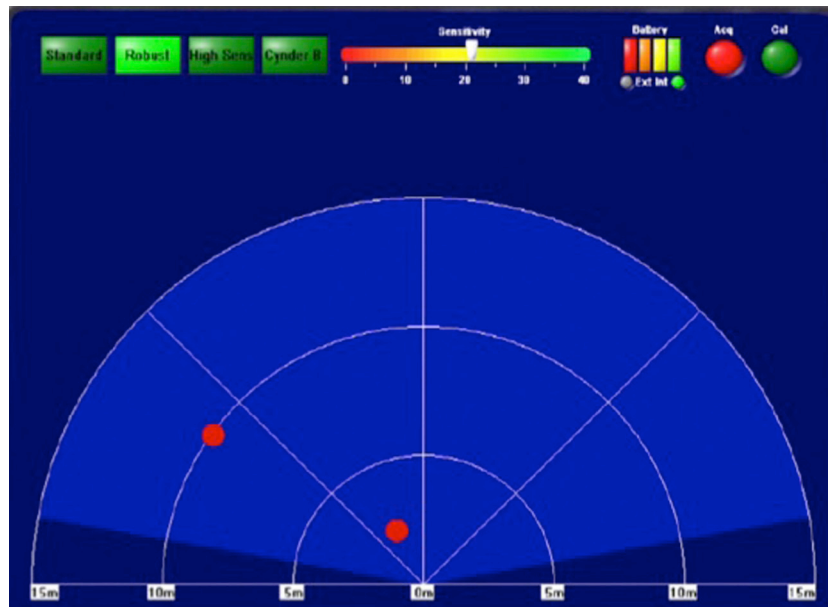 Sensitivity
Battery
Acq
Cal
Standard
Robust
High Sens
Cynder B
0 10 20 30 40
Ext Int
15m 10m 5m 0m 5m 10m 15m